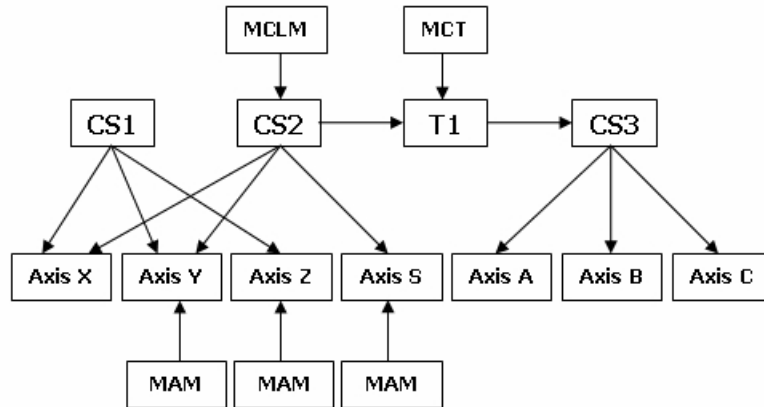 MCLM
MCT
CS1
CS2
T1
CS3
Axis X
Axis Y
Axis Z
Axis S
Axis A
Axis B
Axis C
MAM
MAM
MAM